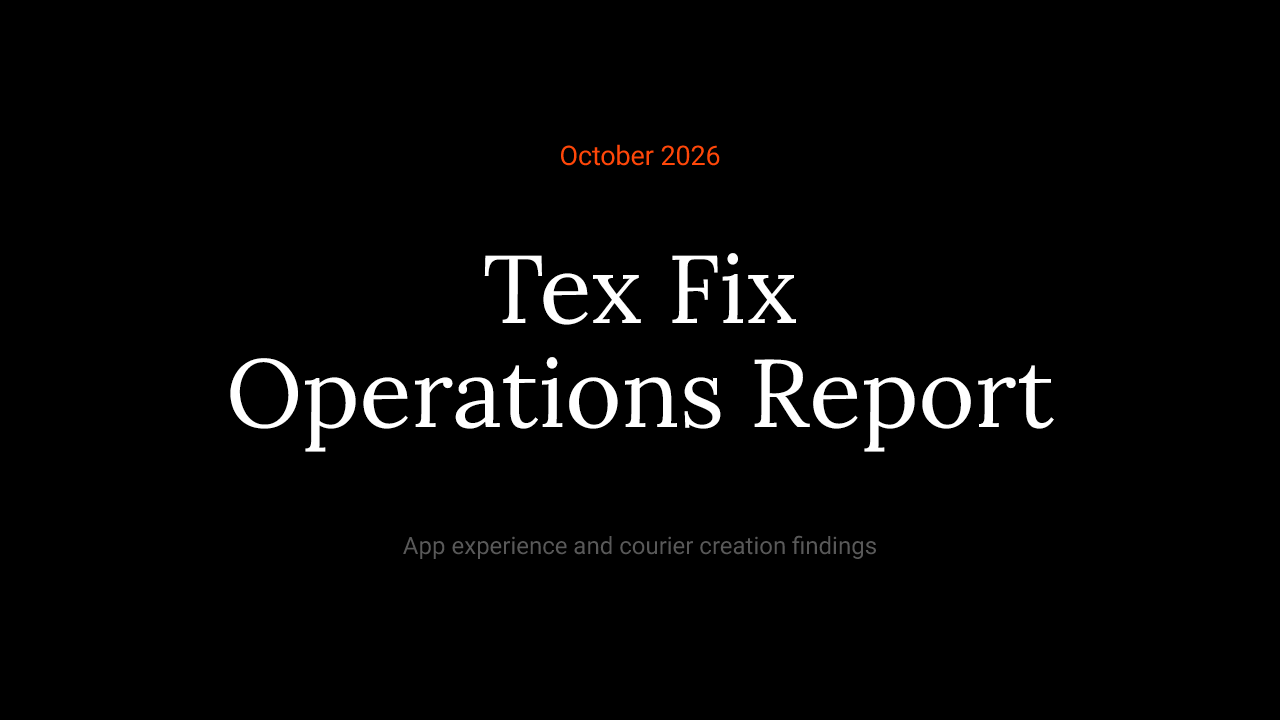 October 2026
Tex Fix
Operations Report
App experience and courier creation findings